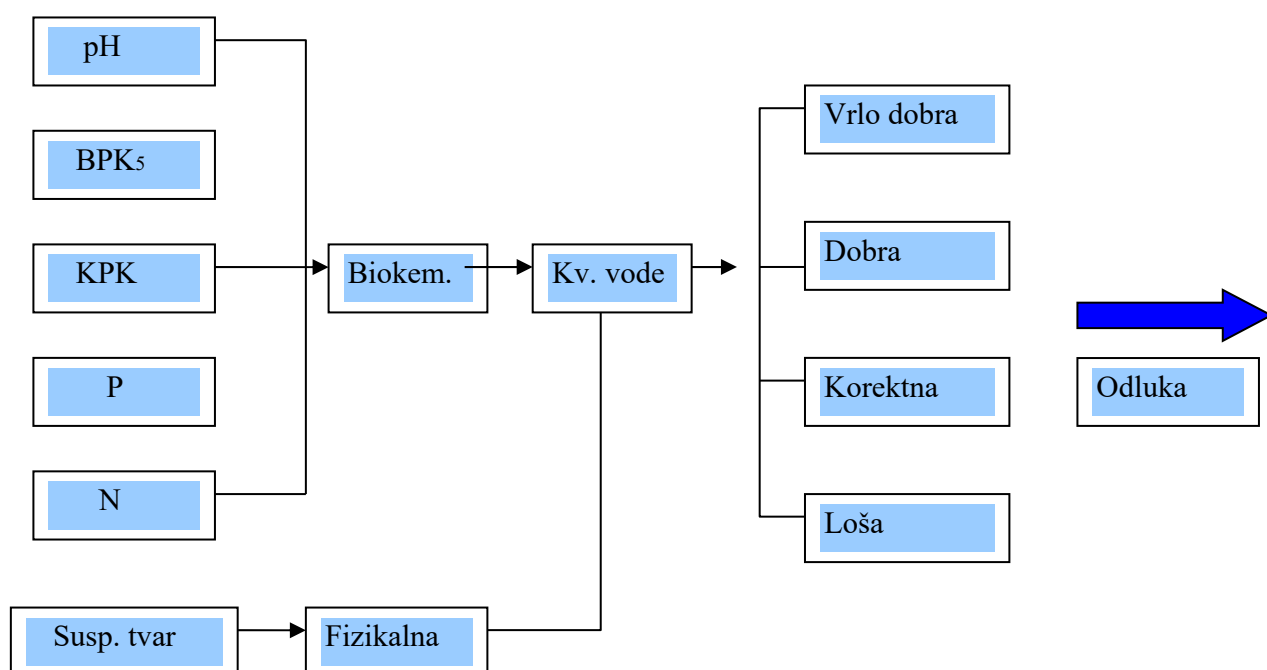 pH
BPK₅
KPK
P
N
Susp. tvar
Biokem.
Fizikalna
Kv. vode
Vrlo dobra
Dobra
Korektna
Loša
Odluka